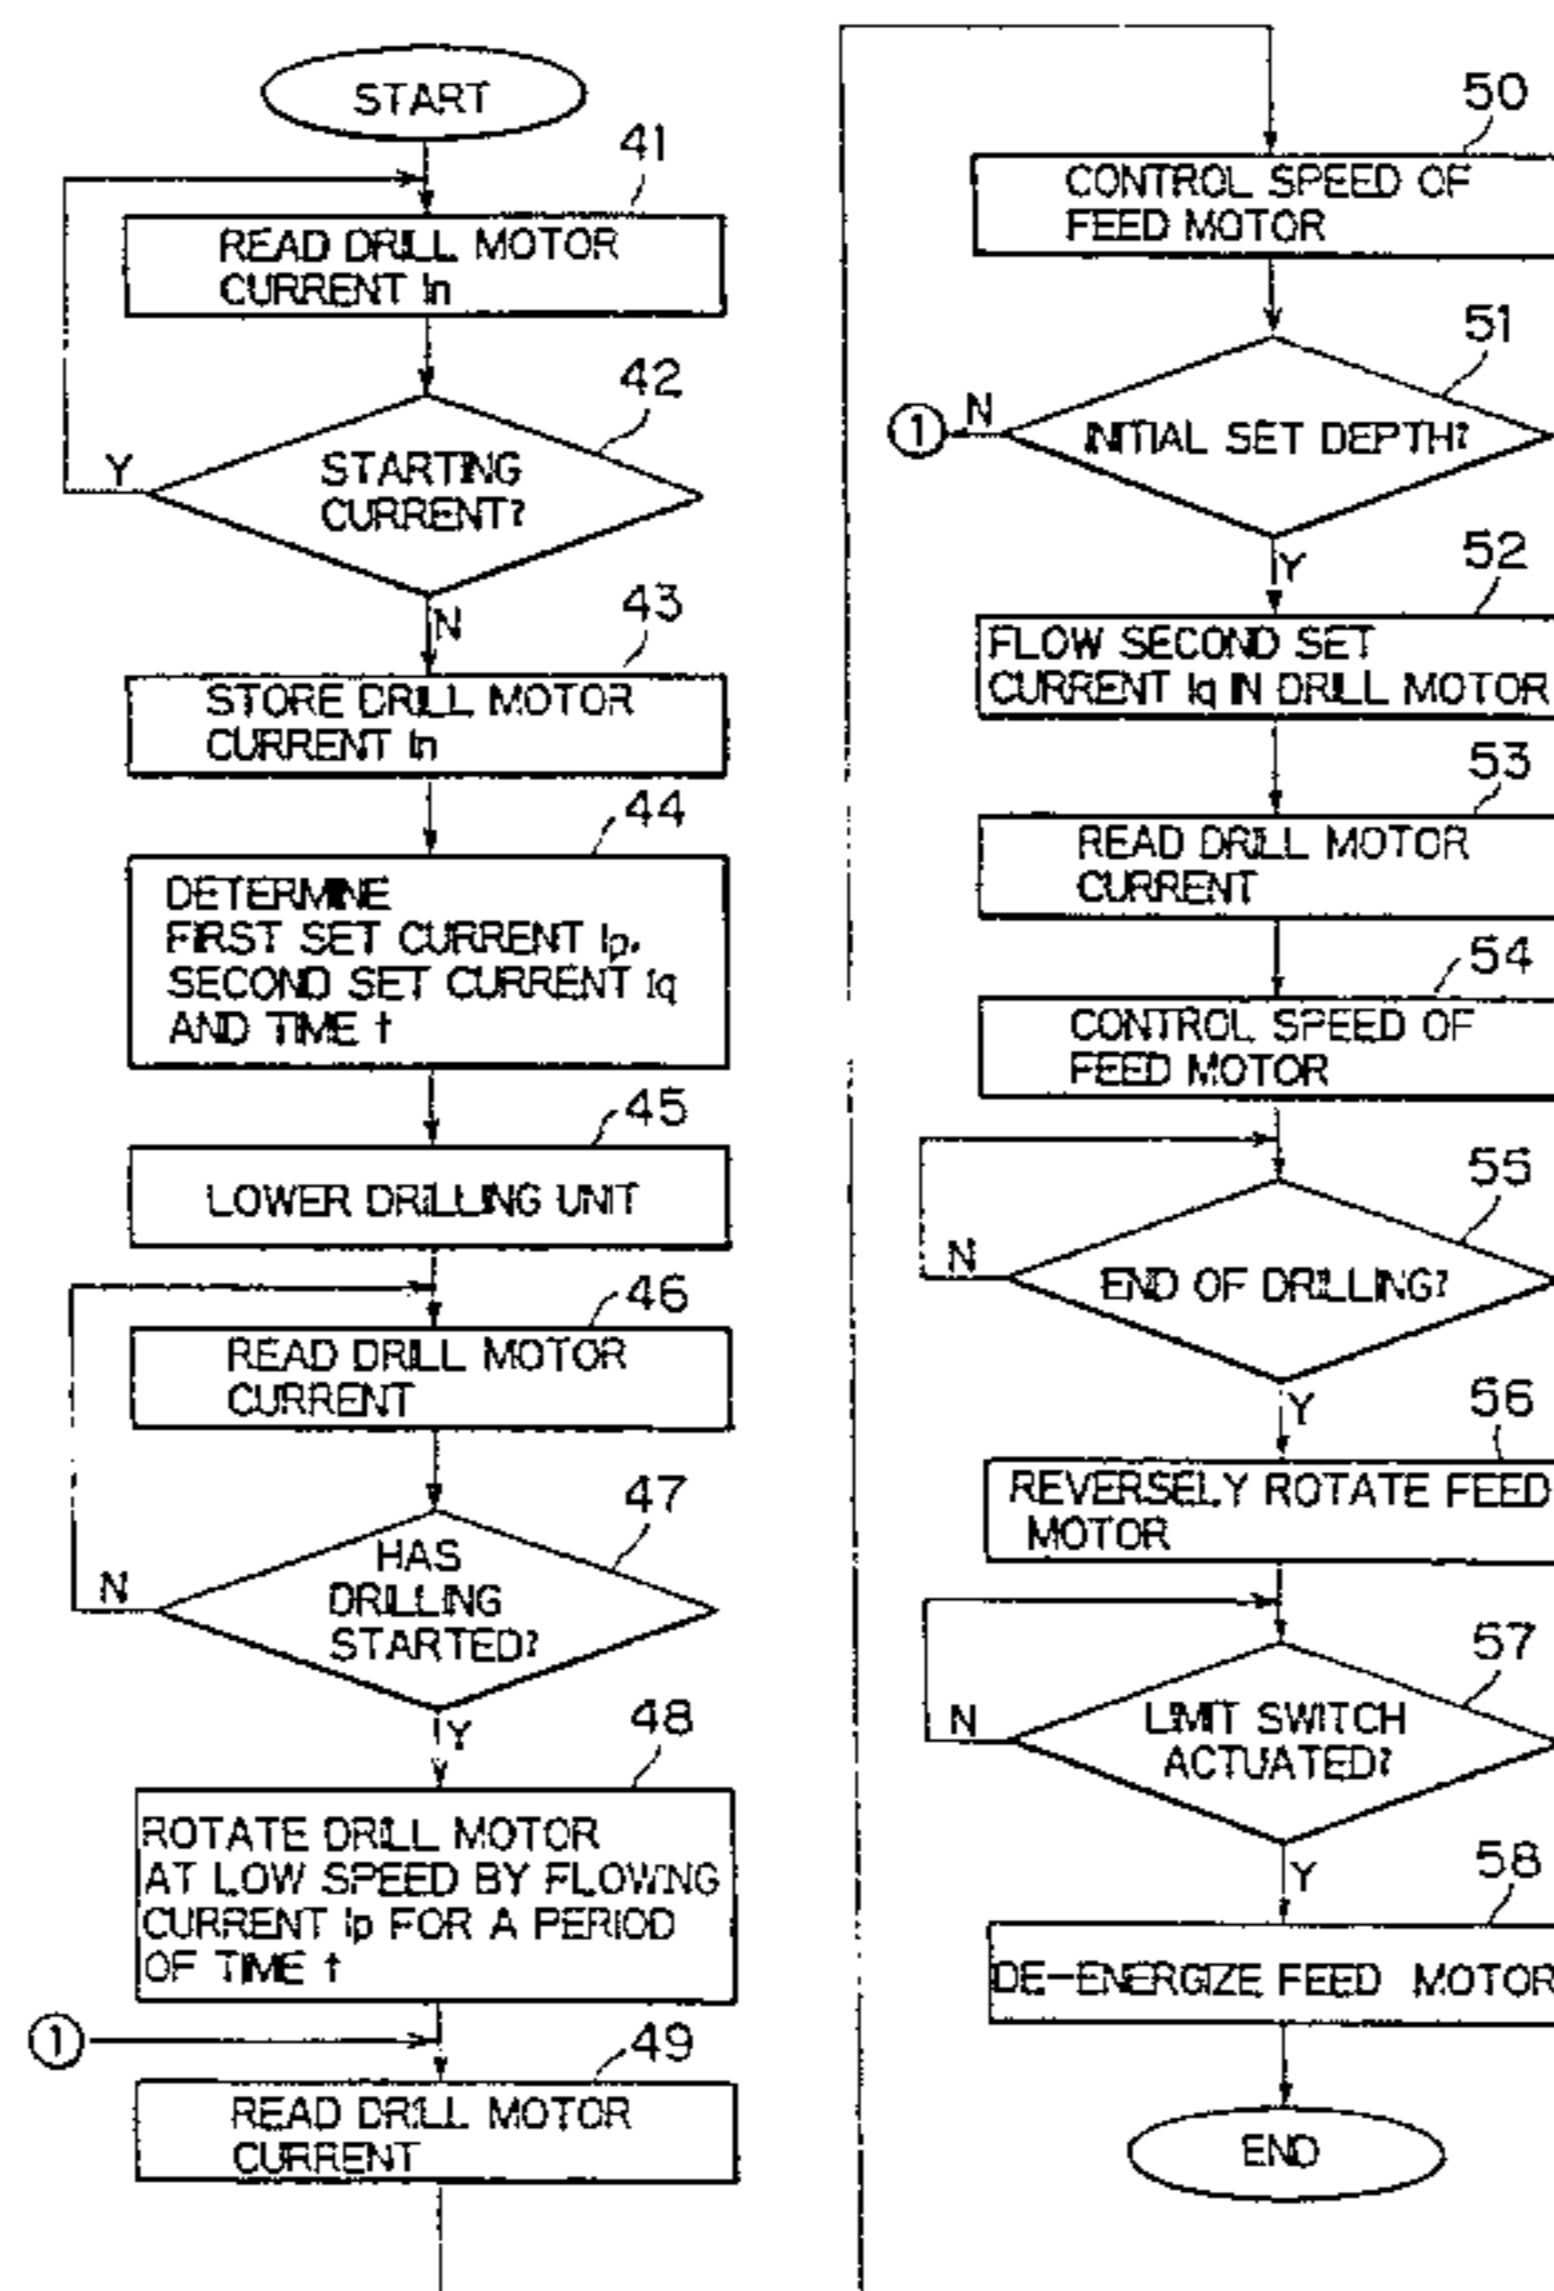 START
41
READ DRILL MOTOR
CURRENT In
42
STARTING
CURRENT?
Y
N
43
STORE DRILL MOTOR
CURRENT In
44
DETERMINE
FIRST SET CURRENT Ip,
SECOND SET CURRENT Iq
AND TIME t
45
LOWER DRILLING UNIT
46
READ DRILL MOTOR
CURRENT
47
HAS
DRILLING
STARTED?
N
Y
48
ROTATE DRILL MOTOR
AT LOW SPEED BY FLOWING
CURRENT Ip FOR A PERIOD
OF TIME t
1
49
READ DRILL MOTOR
CURRENT
50
CONTROL SPEED OF
FEED MOTOR
51
1
N
INITIAL SET DEPTH?
Y
52
FLOW SECOND SET
CURRENT Iq IN DRILL MOTOR
53
READ DRILL MOTOR
CURRENT
54
CONTROL SPEED OF
FEED MOTOR
55
N
END OF DRILLING?
Y
56
REVERSELY ROTATE FEED
MOTOR
57
N
LIMIT SWITCH
ACTUATED?
Y
58
DE-ENERGIZE FEED MOTOR
END